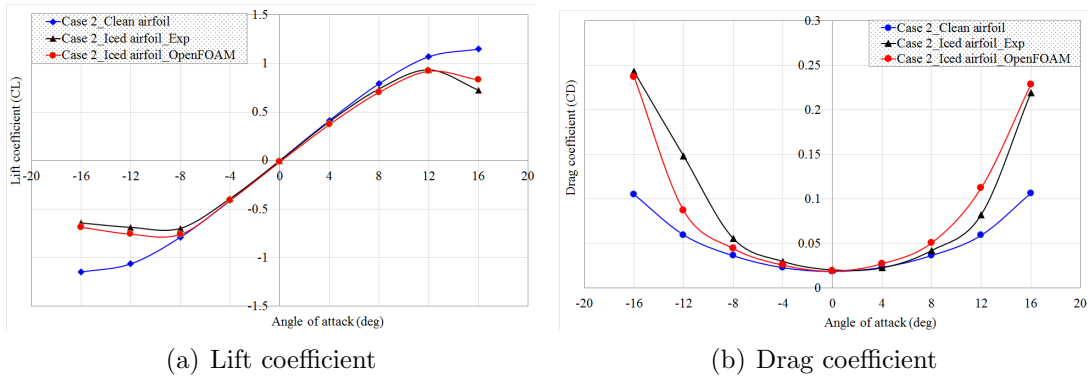 Case 2_Clean airfoil
Case 2_Iced airfoil_Exp
Case 2_Iced airfoil_OpenFOAM
Lift coefficient (CL)
1.5
1
0.5
0
-0.5
-1
-1.5
-20 -16 -12 -8 -4 0 4 8 12 16 20
Angle of attack (deg)
(a) Lift coefficient
Case 2_Clean airfoil
Case 2_Iced airfoil_Exp
Case 2_Iced airfoil_OpenFOAM
Drag coefficient (CD)
0.3
0.25
0.2
0.15
0.1
0.05
0
-20 -16 -12 -8 -4 0 4 8 12 16 20
Angle of attack (deg)
(b) Drag coefficient